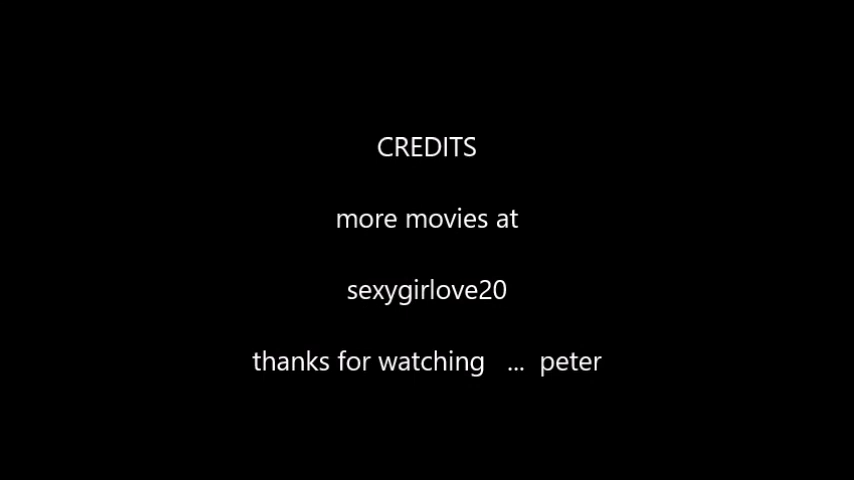 CREDITS
more movies at
sexygirlove20
thanks for watching ... peter